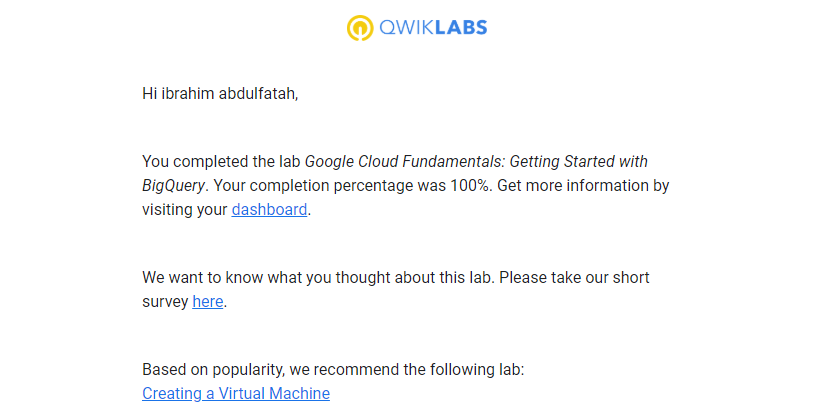 QWIKLABS
Hi ibrahim abdulfatah,
You completed the lab Google Cloud Fundamentals: Getting Started with
BigQuery. Your completion percentage was 100%. Get more information by
visiting your dashboard.
We want to know what you thought about this lab. Please take our short
survey here.
Based on popularity, we recommend the following lab:
Creating a Virtual Machine